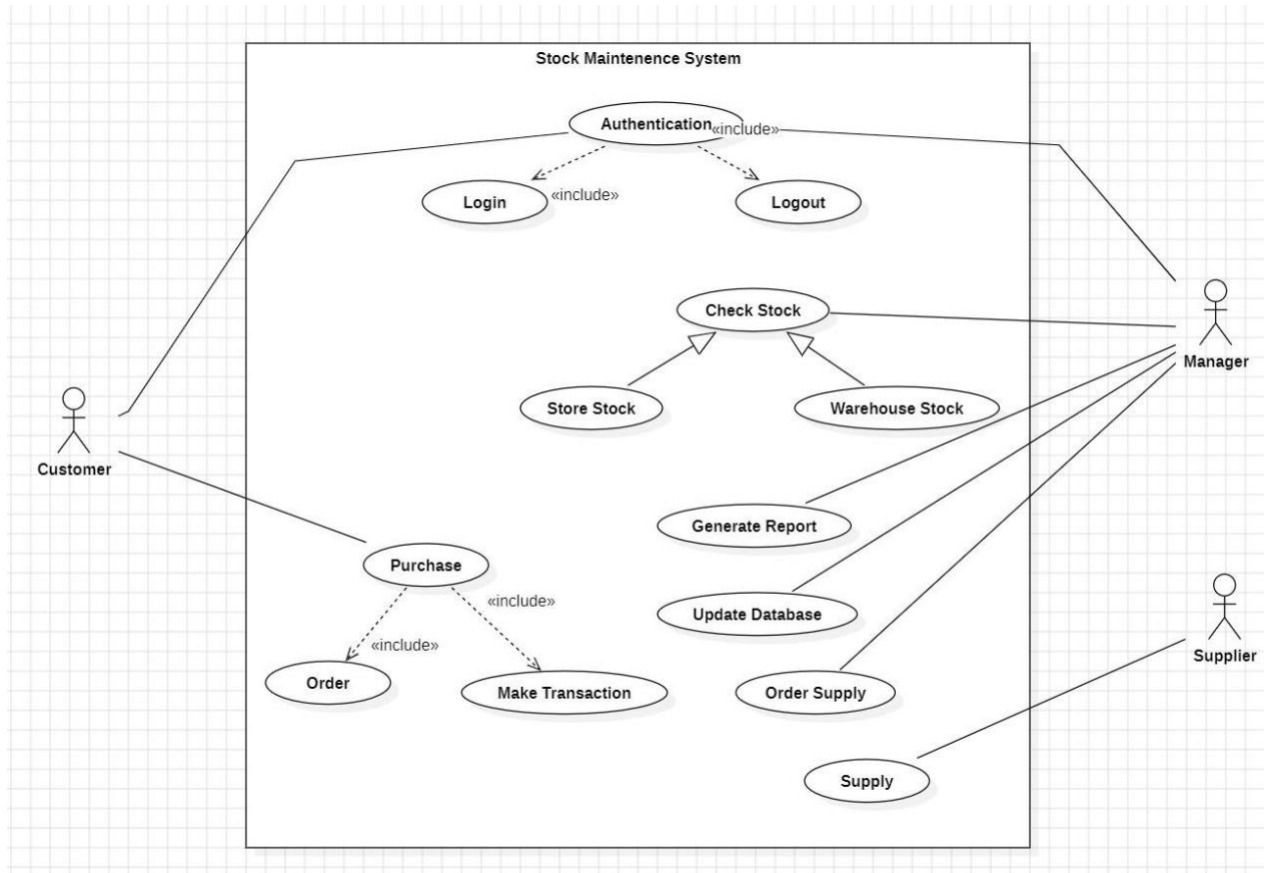 Stock Maintenence System
Authentication
«include»
Login
«include»
Logout
Check Stock
Manager
Store Stock
Warehouse Stock
Customer
Generate Report
Purchase
«include»
Update Database
«include»
Supplier
Order
Make Transaction
Order Supply
Supply